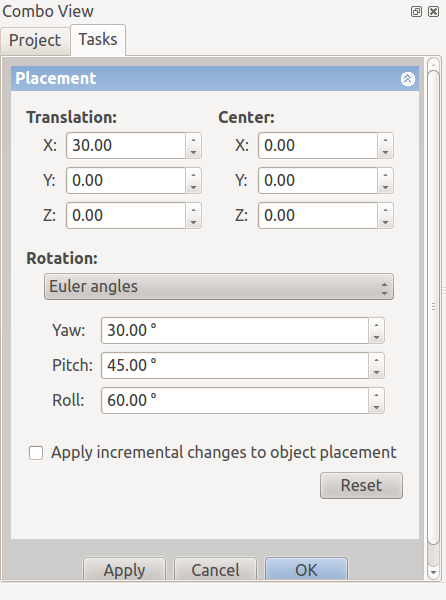 Combo View
Project Tasks
Placement
Translation: Center:
X: 30.00 X: 0.00
Y: 0.00 Y: 0.00
Z: 0.00 Z: 0.00
Rotation:
Euler angles
Yaw: 30.00 °
Pitch: 45.00 °
Roll: 60.00 °
Apply incremental changes to object placement
Reset
Apply Cancel OK